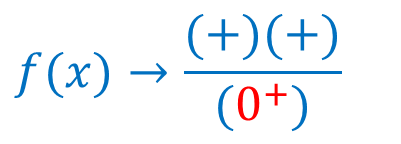 f(x) → (+)(+) / (0⁺)